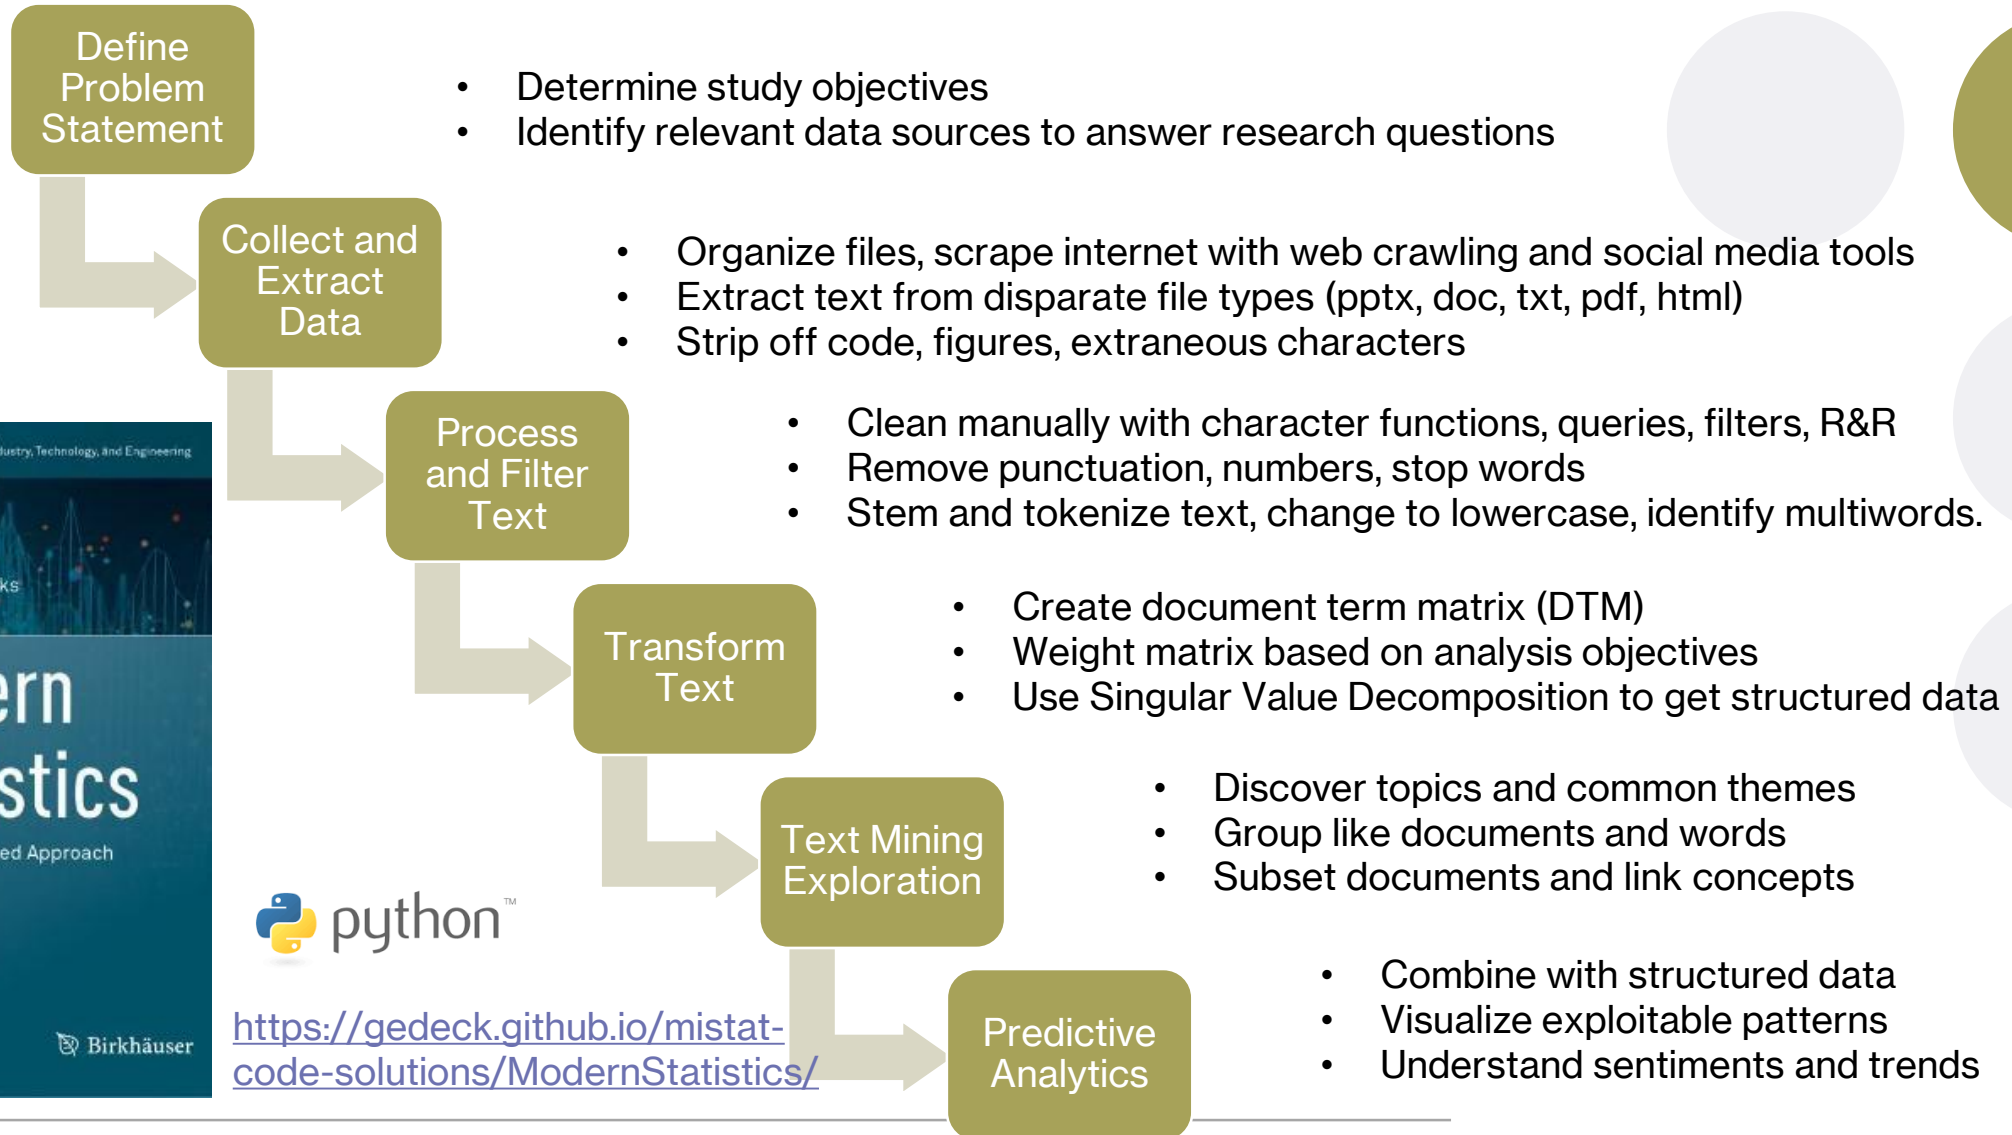 Define
Problem
Statement
• Determine study objectives
• Identify relevant data sources to answer research questions
Collect and
Extract
Data
• Organize files, scrape internet with web crawling and social media tools
• Extract text from disparate file types (pptx, doc, txt, pdf, html)
• Strip off code, figures, extraneous characters
Process
and Filter
Text
• Clean manually with character functions, queries, filters, R&R
• Remove punctuation, numbers, stop words
• Stem and tokenize text, change to lowercase, identify multiwords.
Transform
Text
• Create document term matrix (DTM)
• Weight matrix based on analysis objectives
• Use Singular Value Decomposition to get structured data
Text Mining
Exploration
• Discover topics and common themes
• Group like documents and words
• Subset documents and link concepts
Predictive
Analytics
• Combine with structured data
• Visualize exploitable patterns
• Understand sentiments and trends
dustry, Technology, and Engineering
ks
ern
stics
ed Approach
Birkhäuser
python™
https://gedeck.github.io/mistat-
code-solutions/ModernStatistics/